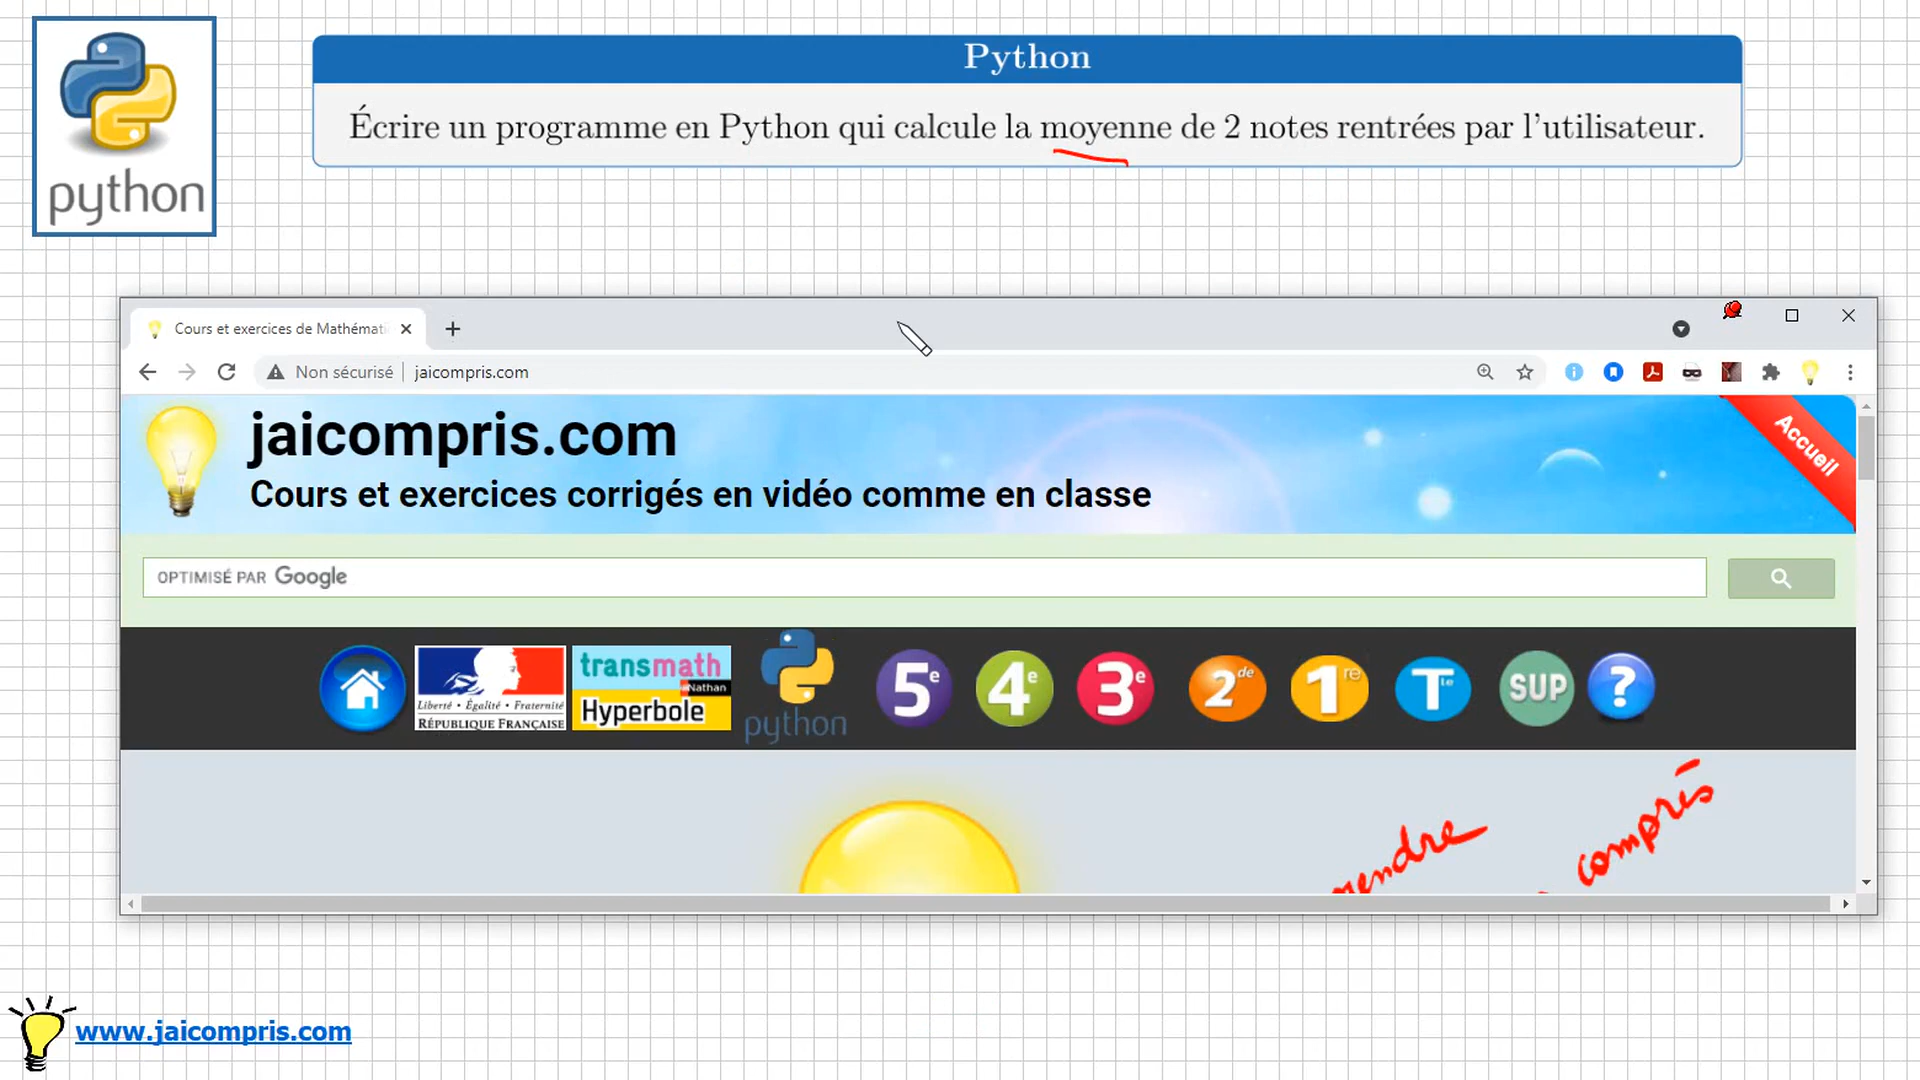 python
Python
Écrire un programme en Python qui calcule la moyenne de 2 notes rentrées par l'utilisateur.
Cours et exercices de Mathémati
Non sécurisé
jaicompris.com
jaicompris.com
Cours et exercices corrigés en vidéo comme en classe
Accueil
OPTIMISÉ PAR Google
Liberté • Égalité • Fraternité
RÉPUBLIQUE FRANÇAISE
transmath
Nathan
Hyperbole
python
5e
4e
3e
2de
1re
Tle
SUP
?
compris
www.jaicompris.com